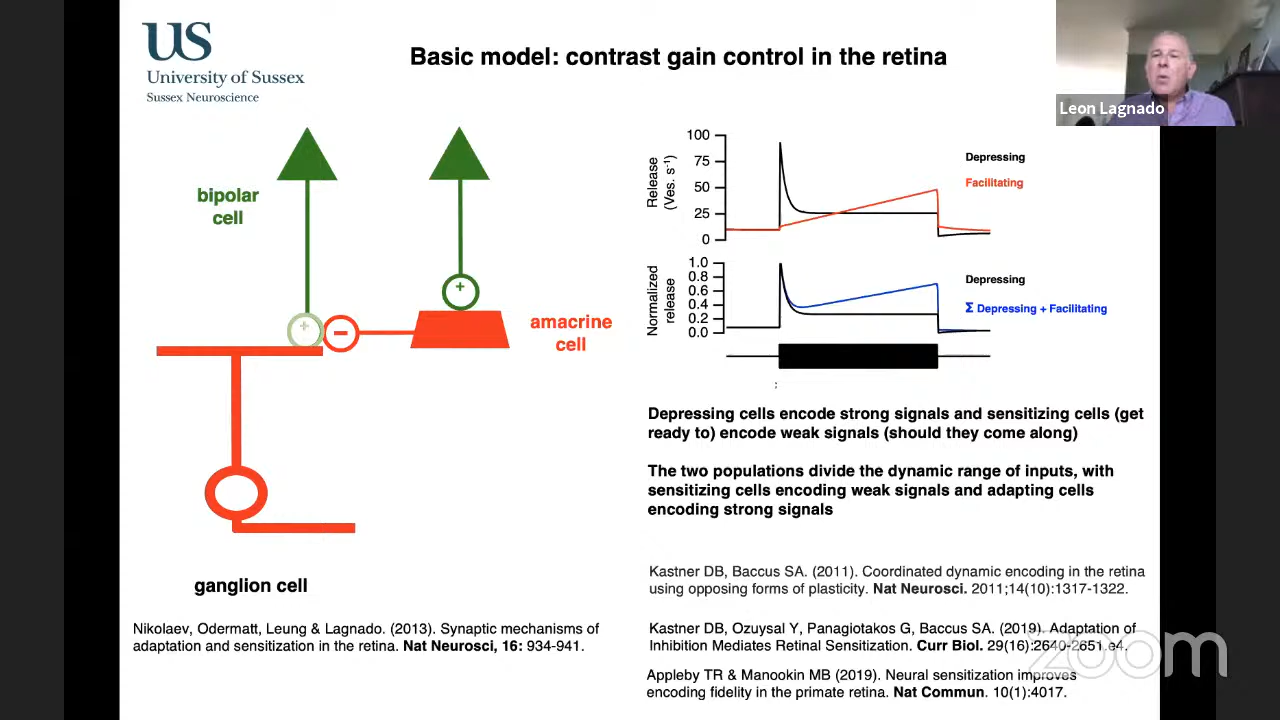 US
University of Sussex
Sussex Neuroscience
Basic model: contrast gain control in the retina
Leon Lagnado
bipolar
cell
+
+
−
amacrine
cell
ganglion cell
Nikolaev, Odermatt, Leung & Lagnado. (2013). Synaptic mechanisms of
adaptation and sensitization in the retina. Nat Neurosci, 16: 934-941.
Release
(Ves. s⁻¹)
100
75
50
25
0
Depressing
Facilitating
Normalized
release
1.0
0.8
0.6
0.4
0.2
0.0
Depressing
Σ Depressing + Facilitating
Depressing cells encode strong signals and sensitizing cells (get
ready to) encode weak signals (should they come along)
The two populations divide the dynamic range of inputs, with
sensitizing cells encoding weak signals and adapting cells
encoding strong signals
Kastner DB, Baccus SA. (2011). Coordinated dynamic encoding in the retina
using opposing forms of plasticity. Nat Neurosci. 2011;14(10):1317-1322.
Kastner DB, Ozuysal Y, Panagiotakos G, Baccus SA. (2019). Adaptation of
Inhibition Mediates Retinal Sensitization. Curr Biol. 29(16):2640-2651.e4.
Appleby TR & Manookin MB (2019). Neural sensitization improves
encoding fidelity in the primate retina. Nat Commun. 10(1):4017.
zoom